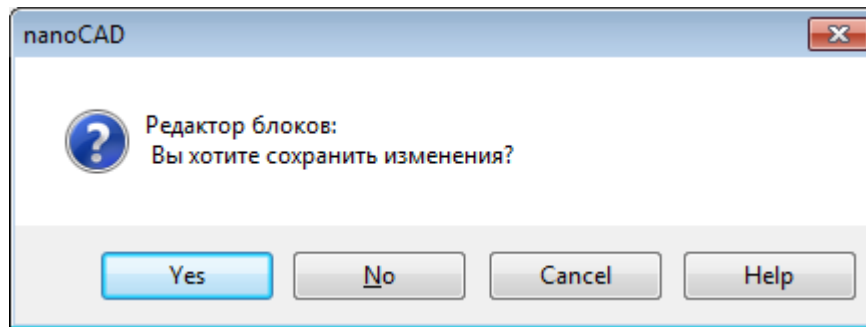 nanoCAD
Редактор блоков:
Вы хотите сохранить изменения?
Yes No Cancel Help